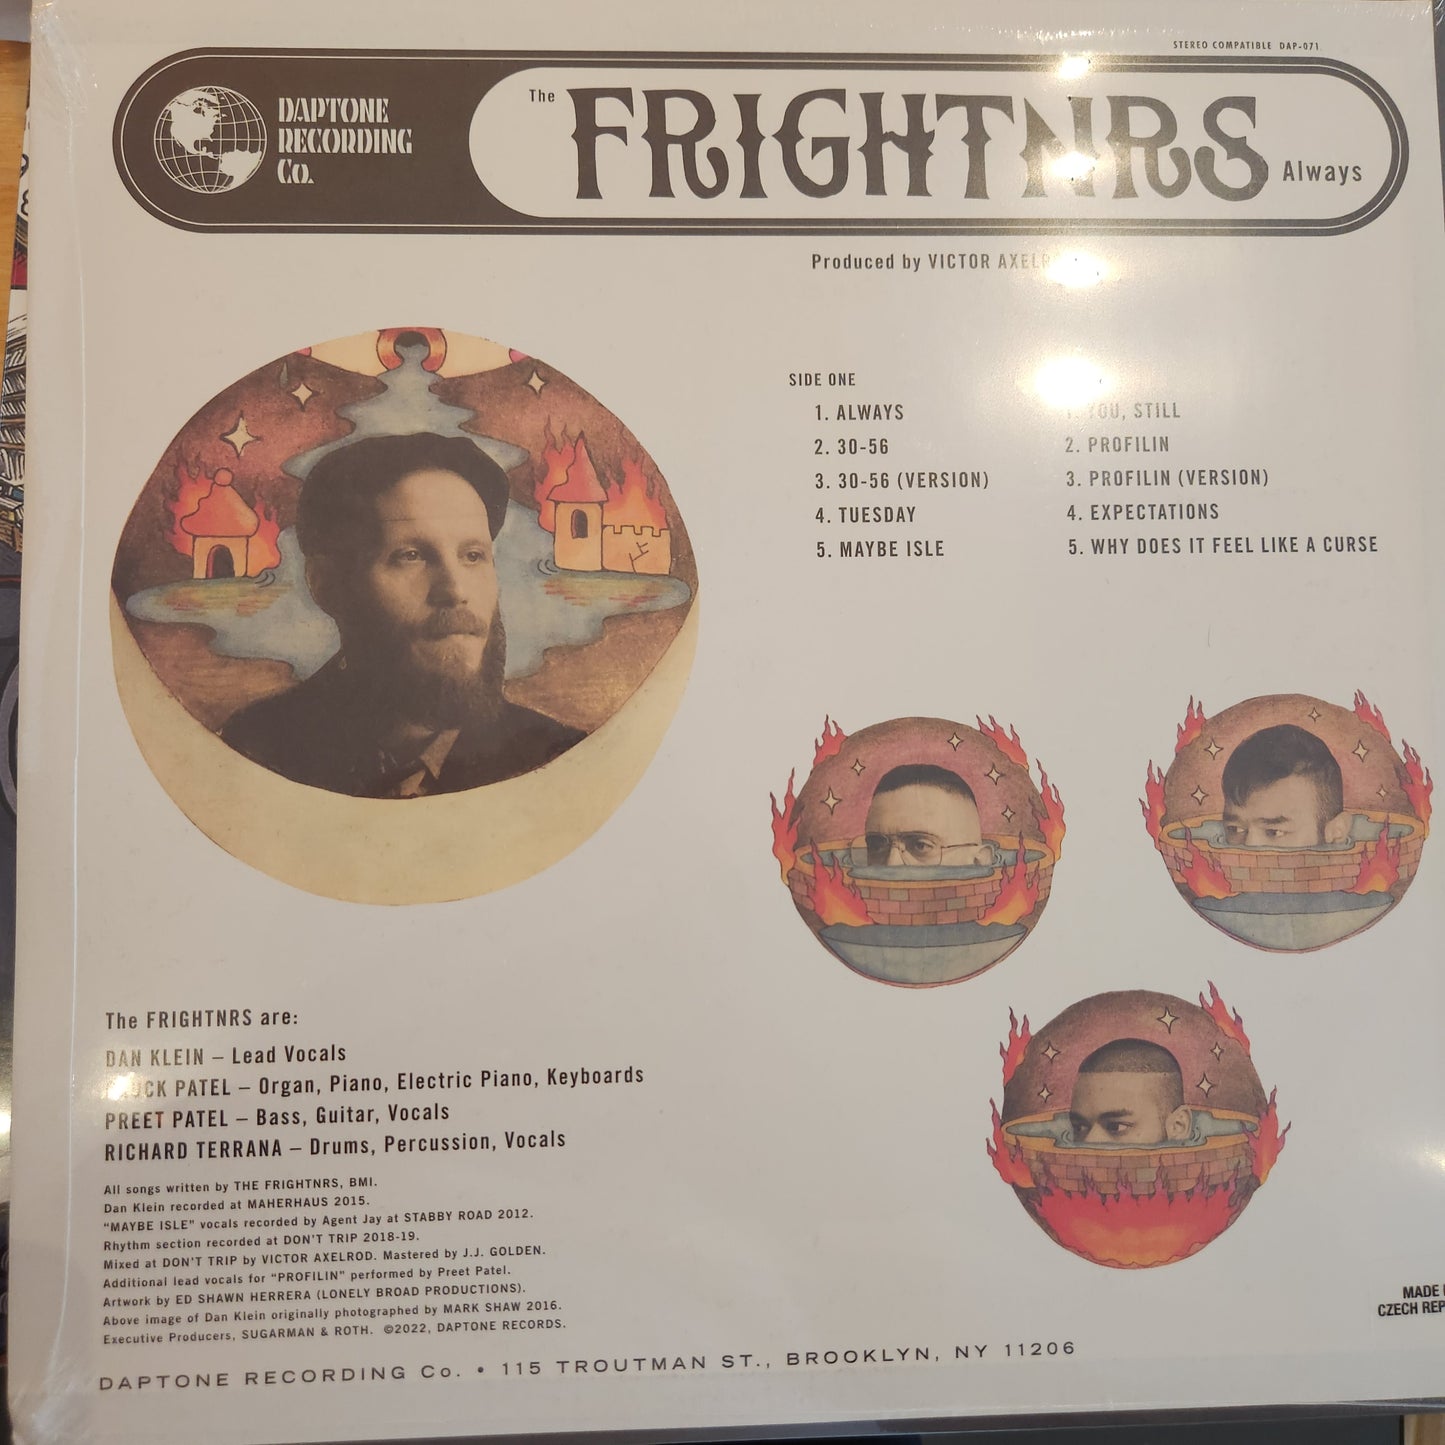 STEREO COMPATIBLE DAP-071
DAPTONE
RECORDING
Co.
The FRIGHTNRS Always
Produced by VICTOR
SIDE ONE
1. ALWAYS
2. 30-56
3. 30-56 (VERSION)
4. TUESDAY
5. MAYBE ISLE
1. YOU, STILL
2. PROFILIN
3. PROFILIN (VERSION)
4. EXPECTATIONS
5. WHY DOES IT FEEL LIKE A CURSE
The FRIGHTNRS are:
DAN KLEIN – Lead Vocals
PATEL – Organ, Piano, Electric Piano, Keyboards
PREET PATEL – Bass, Guitar, Vocals
RICHARD TERRANA – Drums, Percussion, Vocals
All songs written by THE FRIGHTNRS, BMI.
Dan Klein recorded at MAHERHAUS 2015.
“MAYBE ISLE” vocals recorded by Agent Jay at STABBY ROAD 2012.
Rhythm section recorded at DON'T TRIP 2018-19.
Mixed at DON'T TRIP by VICTOR AXELROD. Mastered by J.J. GOLDEN.
Additional lead vocals for “PROFILIN” performed by Preet Patel.
Artwork by ED SHAWN HERRERA (LONELY BROAD PRODUCTIONS).
Above image of Dan Klein originally photographed by MARK SHAW 2016.
Executive Producers, SUGARMAN & ROTH. ©2022, DAPTONE RECORDS.
DAPTONE RECORDING Co. • 115 TROUTMAN ST., BROOKLYN, NY 11206
MADE
CZECH REP